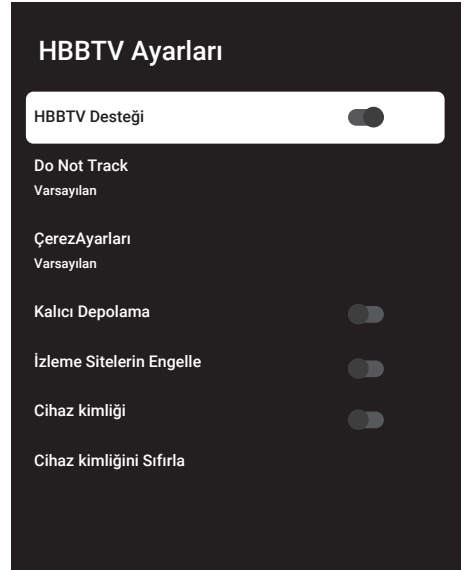 HBBTV Ayarları
HBBTV Desteği
Do Not Track
Varsayılan
ÇerezAyarları
Varsayılan
Kalıcı Depolama
İzleme Sitelerin Engelle
Cihaz kimliği
Cihaz kimliğini Sıfırla